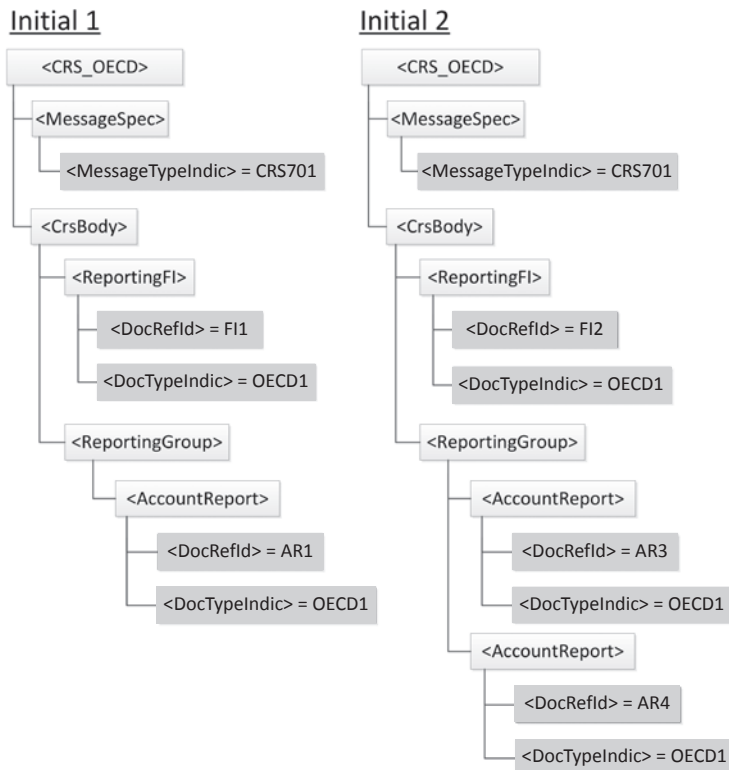 Initial 1
<CRS_OECD>
<MessageSpec>
<MessageTypeIndic> = CRS701
<CrsBody>
<ReportingFI>
<DocRefId> = FI1
<DocTypeIndic> = OECD1
<ReportingGroup>
<AccountReport>
<DocRefId> = AR1
<DocTypeIndic> = OECD1
Initial 2
<CRS_OECD>
<MessageSpec>
<MessageTypeIndic> = CRS701
<CrsBody>
<ReportingFI>
<DocRefId> = FI2
<DocTypeIndic> = OECD1
<ReportingGroup>
<AccountReport>
<DocRefId> = AR3
<DocTypeIndic> = OECD1
<AccountReport>
<DocRefId> = AR4
<DocTypeIndic> = OECD1